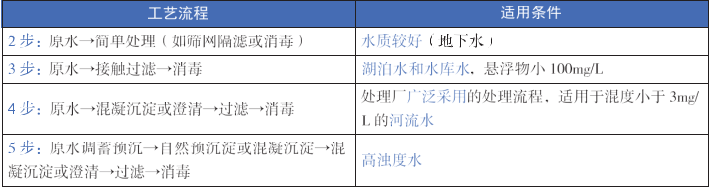 工艺流程 适用条件
2 步：原水→简单处理（如筛网隔滤或消毒） 水质较好（地下水）
3 步：原水→接触过滤→消毒 湖泊水和水库水，悬浮物小 100mg/L
4 步：原水→混凝沉淀或澄清→过滤→消毒 处理厂广泛采用的处理流程，适用于混度小于 3mg/
L 的河流水
5 步：原水调蓄预沉→自然预沉淀或混凝沉淀→混
凝沉淀或澄清→过滤→消毒 高浊度水